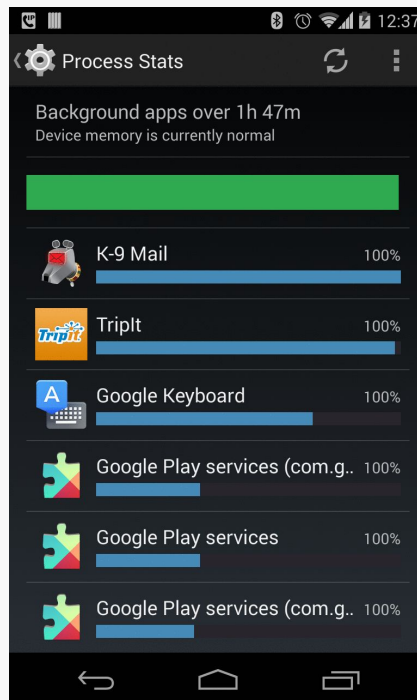 12:37
Process Stats
Background apps over 1h 47m
Device memory is currently normal
K-9 Mail 100%
TripIt
TripIt 100%
A
Google Keyboard 100%
Google Play services (com.g.. 100%
Google Play services 100%
Google Play services (com.g.. 100%